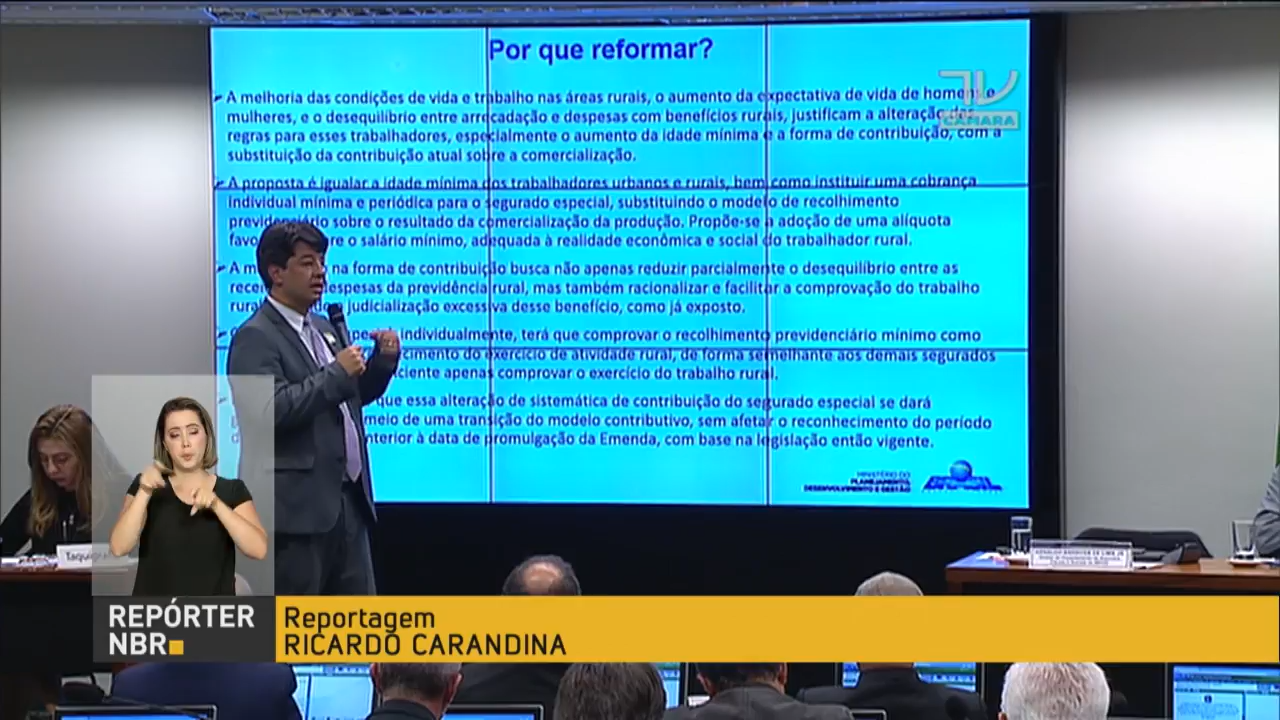 Por que reformar?
TV
CÂMARA
A melhoria das condições de vida e trabalho nas áreas rurais, o aumento da expectativa de vida de homens e
mulheres, e o desequilíbrio entre arrecadação e despesas com benefícios rurais, justificam a alteração das
regras para esses trabalhadores, especialmente o aumento da idade mínima e a forma de contribuição, com a
substituição da contribuição atual sobre a comercialização.
A proposta é igualar a idade mínima dos trabalhadores urbanos e rurais, bem como instituir uma cobrança
individual mínima e periódica para o segurado especial, substituindo o modelo de recolhimento
previdenciário sobre o resultado da comercialização da produção. Propõe-se a adoção de uma alíquota
o salário mínimo, adequada à realidade econômica e social do trabalhador rural.
A na forma de contribuição busca não apenas reduzir parcialmente o desequilíbrio entre as
despesas da previdência rural, mas também racionalizar e facilitar a comprovação do trabalho
judicialização excessiva desse benefício, como já exposto.
individualmente, terá que comprovar o recolhimento previdenciário mínimo como
do exercício de atividade rural, de forma semelhante aos demais segurados
apenas comprovar o exercício do trabalho rural.
que essa alteração de sistemática de contribuição do segurado especial se dará
meio de uma transição do modelo contributivo, sem afetar o reconhecimento do período
à data de promulgação da Emenda, com base na legislação então vigente.
MINISTÉRIO DO
PLANEJAMENTO,
DESENVOLVIMENTO E GESTÃO
REPÓRTER
NBR
Reportagem
RICARDO CARANDINA